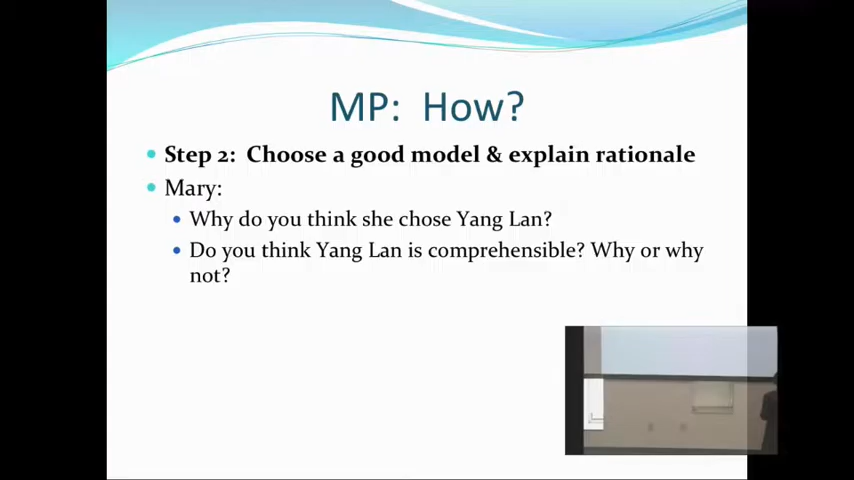 MP: How?
Step 2: Choose a good model & explain rationale
Mary:
Why do you think she chose Yang Lan?
Do you think Yang Lan is comprehensible? Why or why
not?